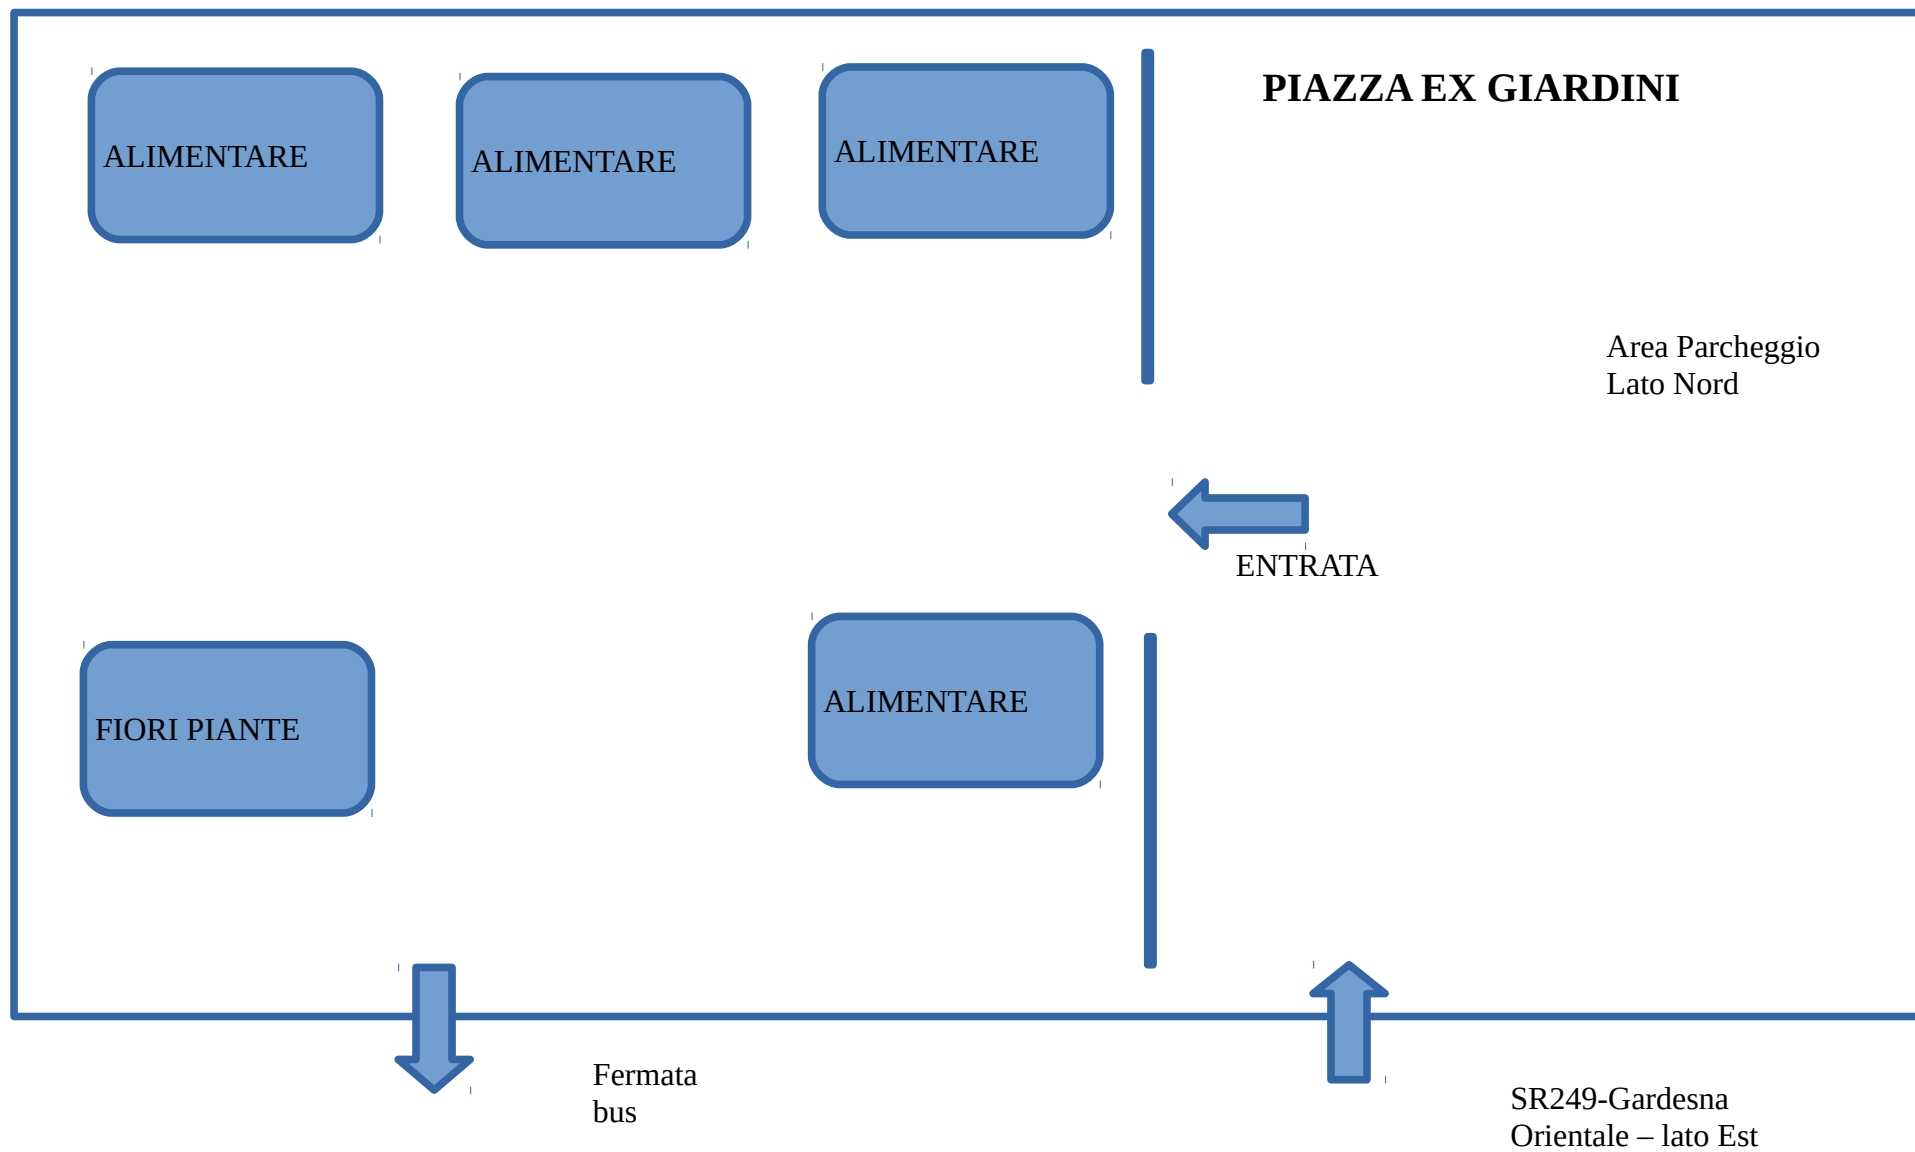 PIAZZA EX GIARDINI
ALIMENTARE
ALIMENTARE
ALIMENTARE
Area Parcheggio
Lato Nord
ENTRATA
FIORI PIANTE
ALIMENTARE
Fermata
bus
SR249-Gardesna
Orientale – lato Est